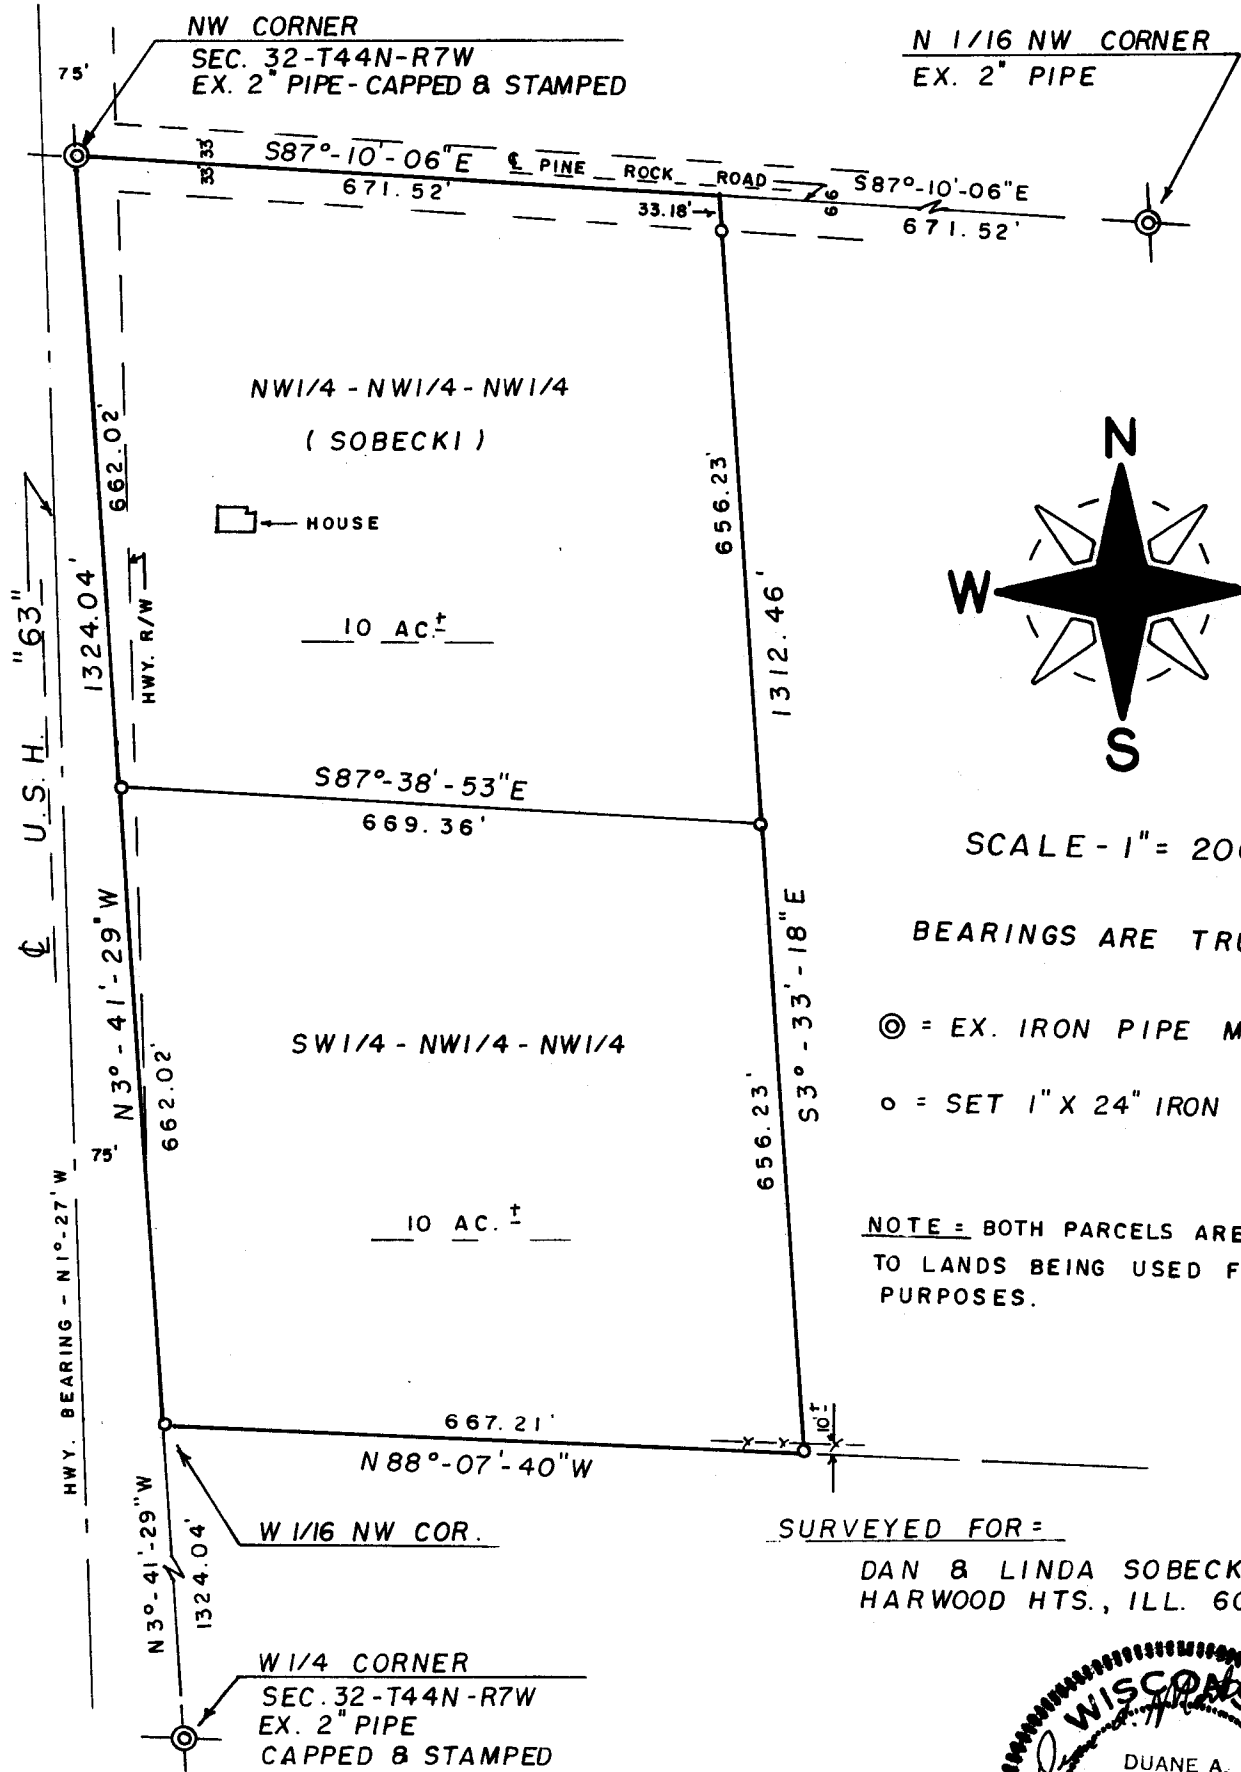 NW CORNER
SEC. 32-T44N-R7W
EX. 2" PIPE-CAPPED & STAMPED
N 1/16 NW CORNER
EX. 2" PIPE
75'
33' 33'
S87°-10'-06"E
℄ PINE ROCK ROAD
671.52'
33.18'
66
S87°-10'-06"E
671.52'
NW1/4 - NW1/4 - NW1/4
( SOBECKI )
HOUSE
10 AC.±
662.02'
1324.04'
HWY. R/W
℄ U.S.H. "63"
656.23'
1312.46'
N
W
S
S87°-38'-53"E
669.36'
SCALE - 1" =
BEARINGS ARE
= EX. IRON PIPE
= SET 1" X 24" IRON
N3°-41'-29"W
662.02'
75'
SW1/4 - NW1/4 - NW1/4
10 AC. ±
S3°-33'-18"E
656.23'
NOTE = BOTH PARCELS ARE
TO LANDS BEING USED
PURPOSES.
HWY. BEARING - N1°-27'W
667.21'
N88°-07'-40"W
10'±
x x x
W 1/16 NW COR.
N3°-41'-29"W
1324.04'
SURVEYED FOR =
DAN & LINDA
HARWOOD HTS., ILL.
W 1/4 CORNER
SEC. 32-T44N-R7W
EX. 2" PIPE
CAPPED & STAMPED
DUANE A.